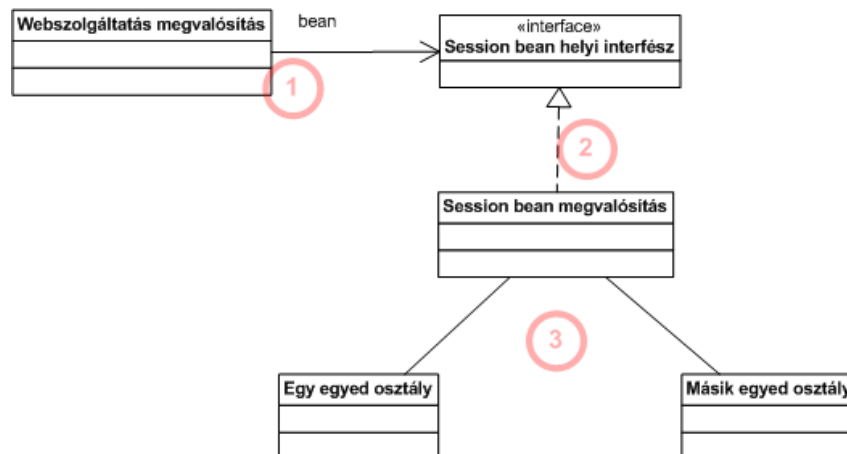 Webszolgáltatás megvalósítás
bean
«interface»
Session bean helyi interfész
1
2
Session bean megvalósítás
3
Egy egyed osztály
Másik egyed osztály